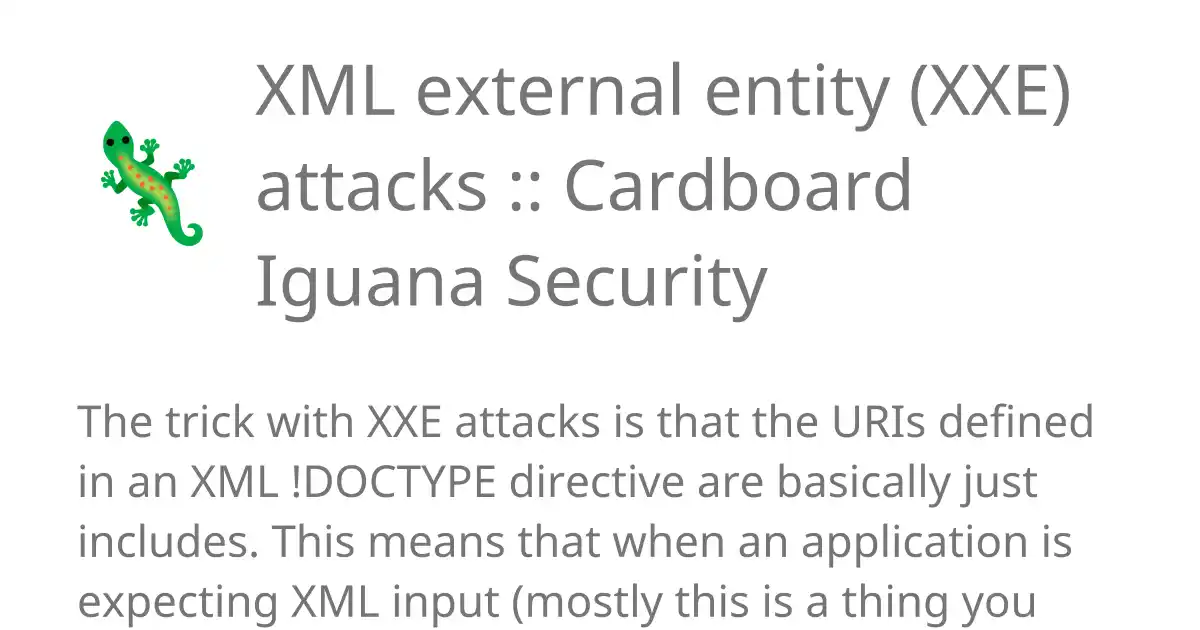 XML external entity (XXE)
attacks :: Cardboard
Iguana Security
The trick with XXE attacks is that the URIs defined
in an XML !DOCTYPE directive are basically just
includes. This means that when an application is
expecting XML input (mostly this is a thing you